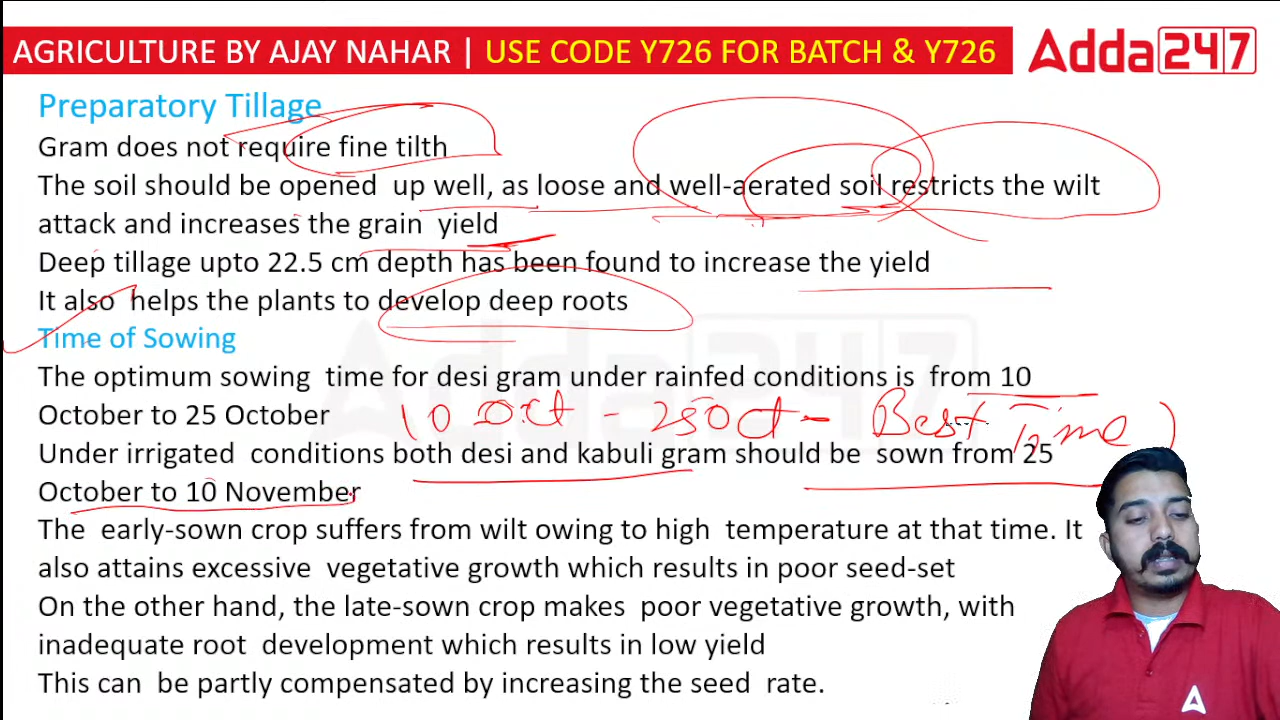 AGRICULTURE BY AJAY NAHAR | USE CODE Y726 FOR BATCH & Y726
Adda247
Preparatory Tillage
Gram does not require fine tilth
The soil should be opened up well, as loose and well-aerated soil restricts the wilt
attack and increases the grain yield
Deep tillage upto 22.5 cm depth has been found to increase the yield
It also helps the plants to develop deep roots
Time of Sowing
The optimum sowing time for desi gram under rainfed conditions is from 10
October to 25 October
(10 Oct - 25 Oct - Best Time)
Under irrigated conditions both desi and kabuli gram should be sown from 25
October to 10 November
The early-sown crop suffers from wilt owing to high temperature at that time. It
also attains excessive vegetative growth which results in poor seed-set
On the other hand, the late-sown crop makes poor vegetative growth, with
inadequate root development which results in low yield
This can be partly compensated by increasing the seed rate.
Adda247